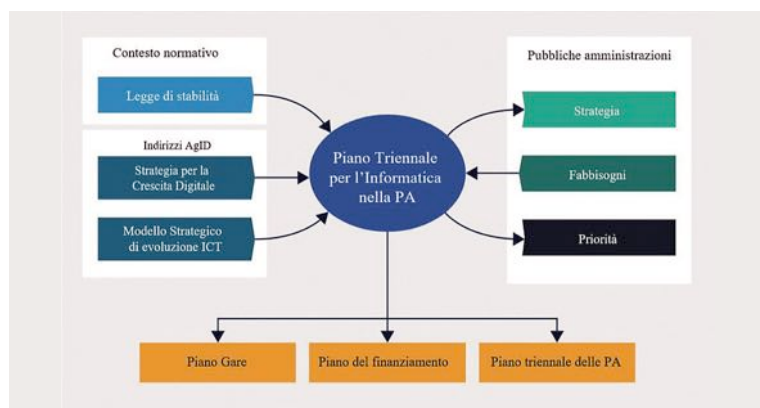 Contesto normativo
Legge di stabilità
Indirizzi AgID
Strategia per la
Crescita Digitale
Modello Strategico
di evoluzione ICT
Piano Triennale
per l’Informatica
nella PA
Pubbliche amministrazioni
Strategia
Fabbisogni
Priorità
Piano Gare
Piano del finanziamento
Piano triennale delle PA